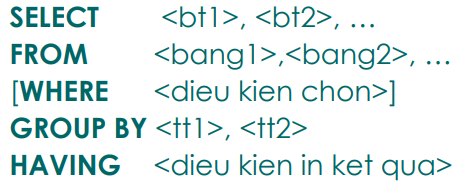 SELECT <bt1>, <bt2>, …
FROM <bang1>,<bang2>, …
[WHERE <dieu kien chon>]
GROUP BY <tt1>, <tt2>
HAVING <dieu kien in ket qua>